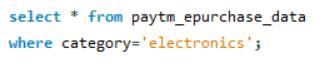 select * from paytm_epurchase_data
where category='electronics';